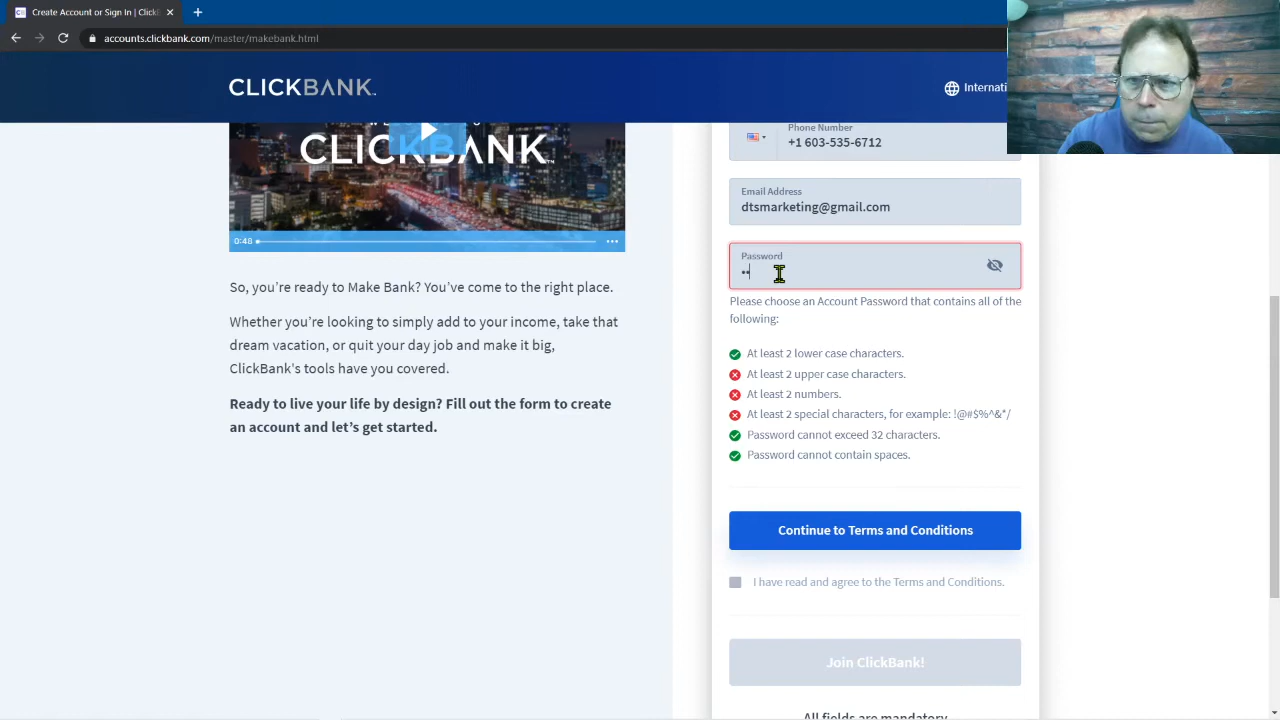 Create Account or Sign In | ClickB
accounts.clickbank.com/master/makebank.html
CLICKBANK
Internati
CLICKBANK
0:48
So, you're ready to Make Bank? You've come to the right place.
Whether you're looking to simply add to your income, take that
dream vacation, or quit your day job and make it big,
ClickBank's tools have you covered.
Ready to live your life by design? Fill out the form to create
an account and let's get started.
Phone Number
+1 603-535-6712
Email Address
dtsmarketing@gmail.com
Password
Please choose an Account Password that contains all of the
following:
At least 2 lower case characters.
At least 2 upper case characters.
At least 2 numbers.
At least 2 special characters, for example: !@#$%^&*/
Password cannot exceed 32 characters.
Password cannot contain spaces.
Continue to Terms and Conditions
I have read and agree to the Terms and Conditions.
Join ClickBank!
All fields are mandatory